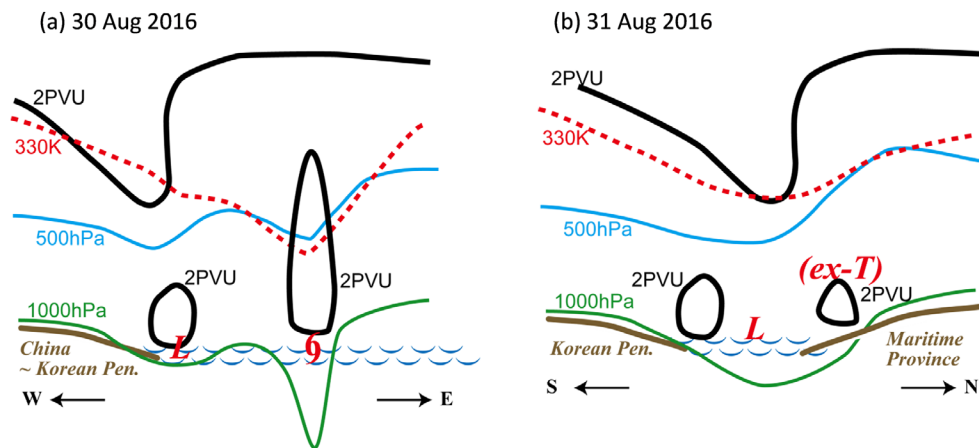 (a) 30 Aug 2016
2PVU
330K
500hPa
2PVU
2PVU
1000hPa
L
6
China
~ Korean Pen.
W
E
(b) 31 Aug 2016
2PVU
330K
500hPa
2PVU
(ex-T)
2PVU
1000hPa
L
Korean Pen.
Maritime
Province
S
N